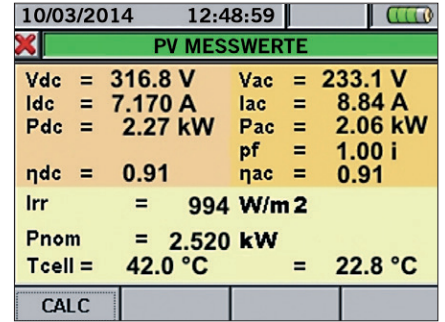 10/03/2014 12:48:59
PV MESSWERTE
Vdc = 316.8 V Vac = 233.1 V
Idc = 7.170 A Iac = 8.84 A
Pdc = 2.27 kW Pac = 2.06 kW
pf = 1.00 i
ηdc = 0.91 ηac = 0.91
Irr = 994 W/m2
Pnom = 2.520 kW
Tcell = 42.0 °C = 22.8 °C
CALC